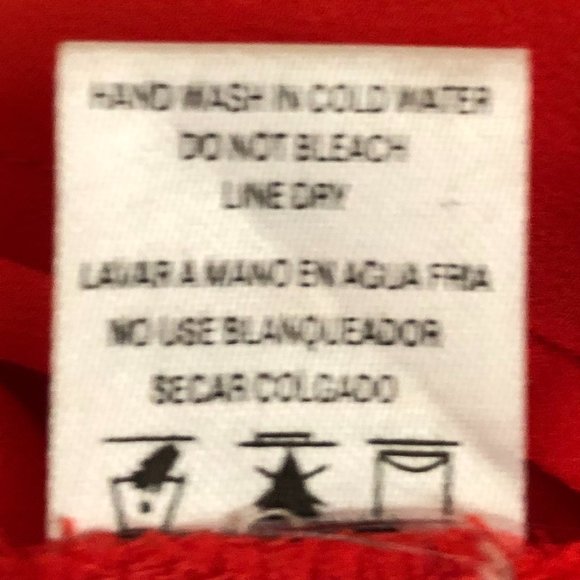 HAND WASH IN COLD WATER
DO NOT BLEACH
LINE DRY
LAVAR A MANO EN AGUA FRIA
NO USE BLANQUEADOR
SECAR COLGADO